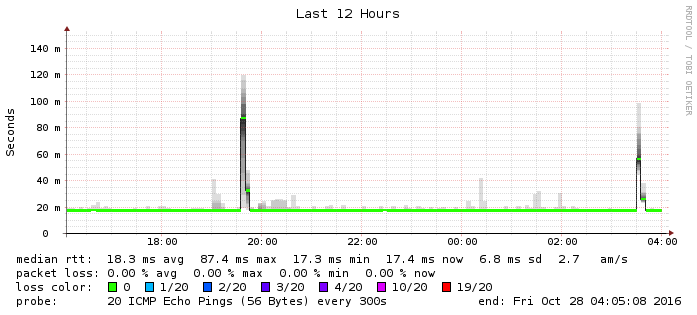 Last 12 Hours
RRDTOOL / TOBI OETIKER
Seconds
140 m
120 m
100 m
80 m
60 m
40 m
20 m
0
18:00 20:00 22:00 00:00 02:00 04:00
median rtt: 18.3 ms avg 87.4 ms max 17.3 ms min 17.4 ms now 6.8 ms sd 2.7 am/s
packet loss: 0.00 % avg 0.00 % max 0.00 % min 0.00 % now
loss color: 0 1/20 2/20 3/20 4/20 10/20 19/20
probe: 20 ICMP Echo Pings (56 Bytes) every 300s end: Fri Oct 28 04:05:08 2016